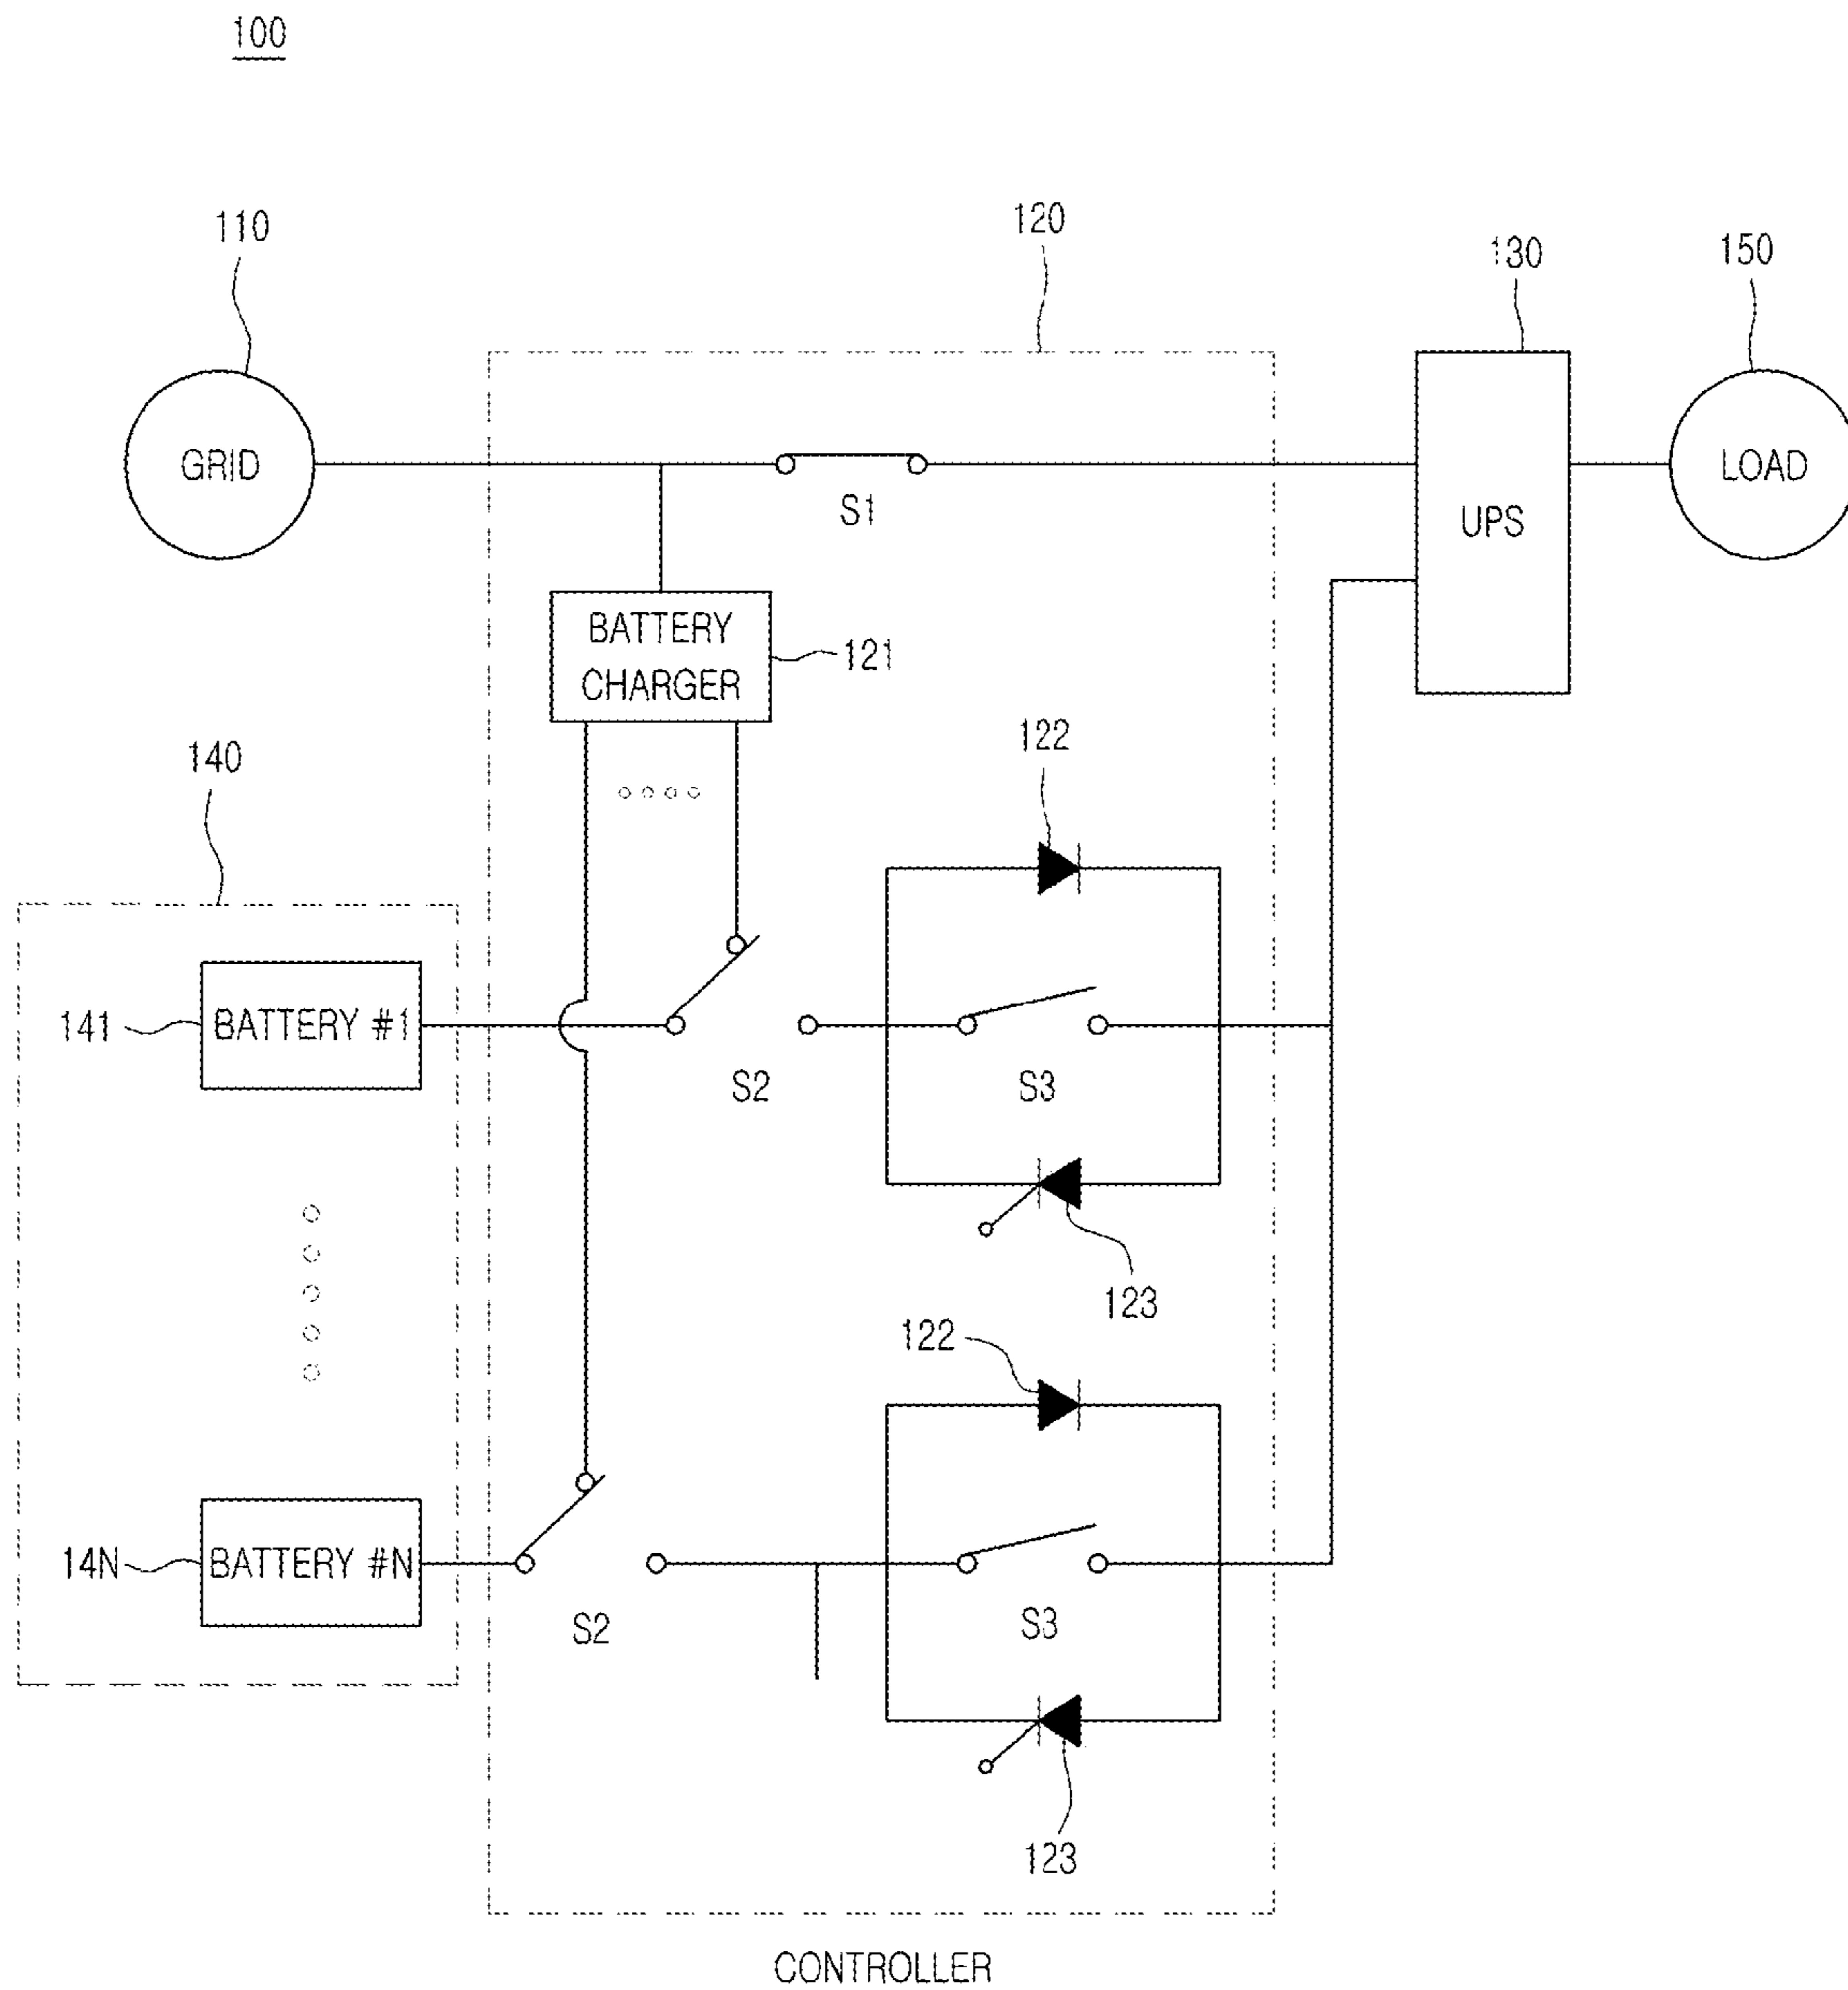 100
110
120
130
150
GRID
S1
UPS
LOAD
BATTERY
CHARGER
121
122
140
141
BATTERY #1
S2
S3
123
122
14N
BATTERY #N
S2
S3
123
CONTROLLER